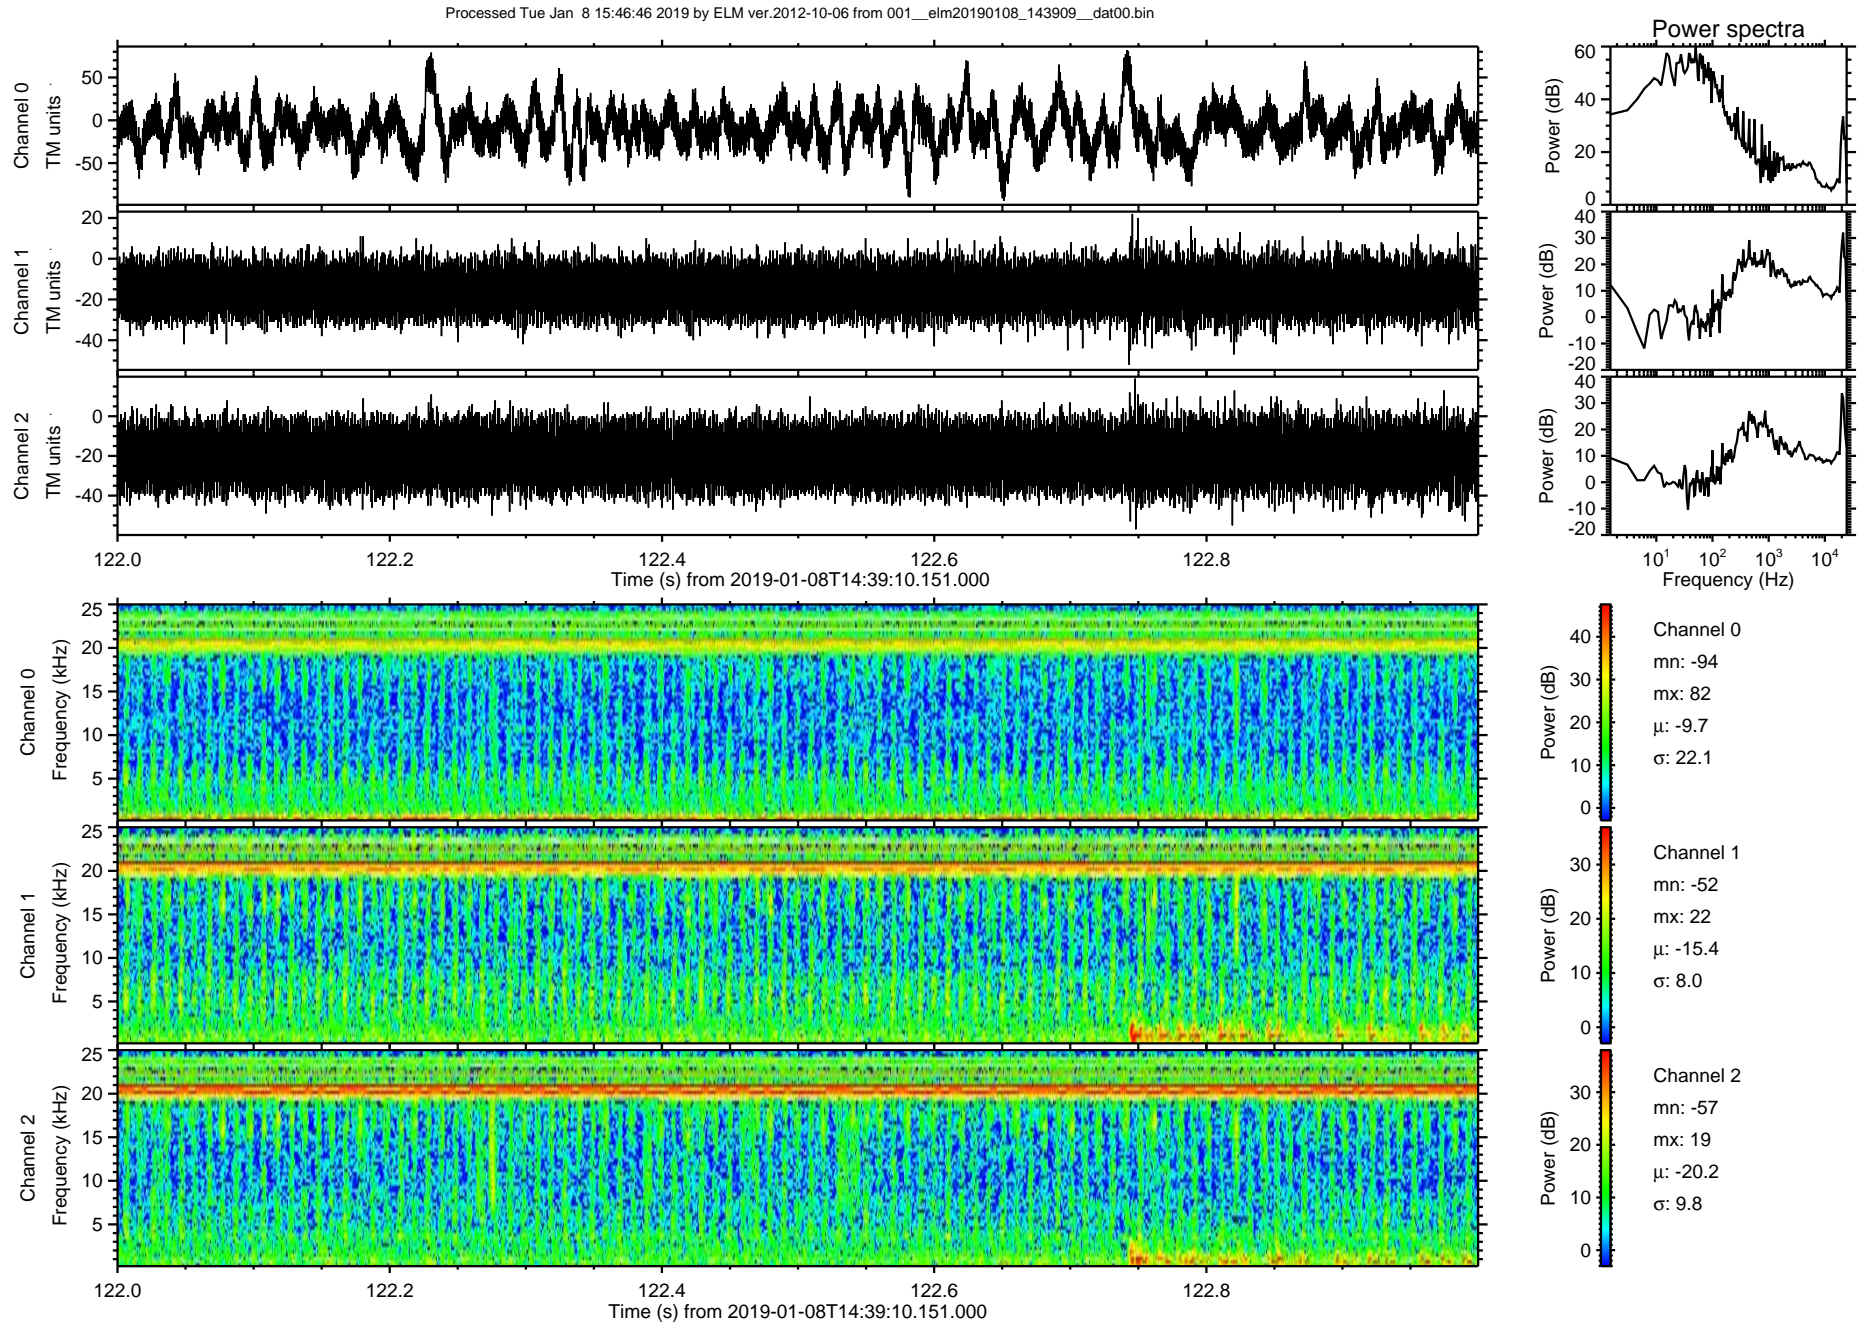 Processed Tue Jan 8 15:46:46 2019 by ELM ver.2012-10-06 from 001__elm20190108_143909__dat00.bin
Power spectra
Channel 0
TM units
50
0
-50
Power (dB)
60
40
20
0
Channel 1
TM units
20
0
-20
-40
Power (dB)
40
30
20
10
0
-10
-20
Channel 2
TM units
0
-20
-40
Power (dB)
40
30
20
10
0
-10
-20
122.0 122.2 122.4 122.6 122.8
Time (s) from 2019-01-08T14:39:10.151.000
10¹ 10² 10³ 10⁴
Frequency (Hz)
Channel 0
Frequency (kHz)
25
20
15
10
5
Power (dB)
40
30
20
10
0
Channel 0
mn: -94
mx: 82
μ: -9.7
σ: 22.1
Channel 1
Frequency (kHz)
25
20
15
10
5
Power (dB)
30
20
10
0
Channel 1
mn: -52
mx: 22
μ: -15.4
σ: 8.0
Channel 2
Frequency (kHz)
25
20
15
10
5
Power (dB)
30
20
10
0
Channel 2
mn: -57
mx: 19
μ: -20.2
σ: 9.8
122.0 122.2 122.4 122.6 122.8
Time (s) from 2019-01-08T14:39:10.151.000